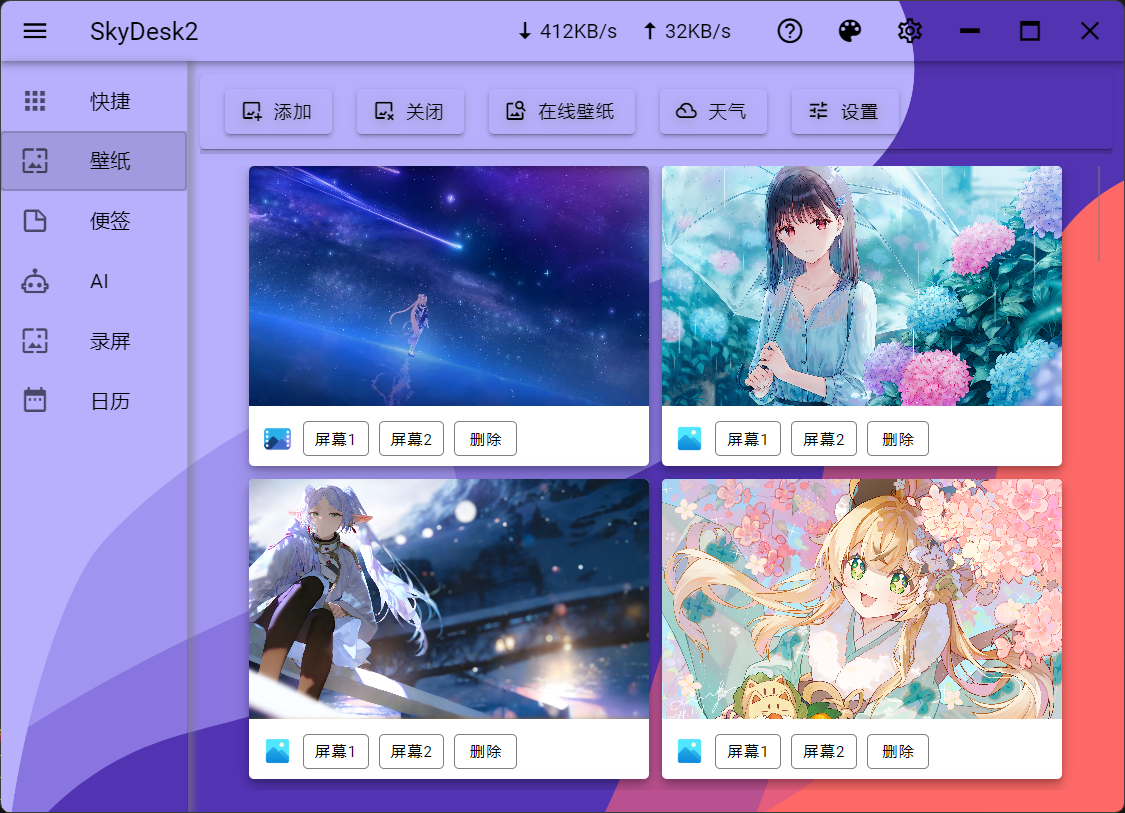 SkyDesk2 412KB/s 32KB/s
快捷
壁纸
便签
AI
录屏
日历
添加 关闭 在线壁纸 天气 设置
屏幕1 屏幕2 删除
屏幕1 屏幕2 删除
屏幕1 屏幕2 删除
屏幕1 屏幕2 删除